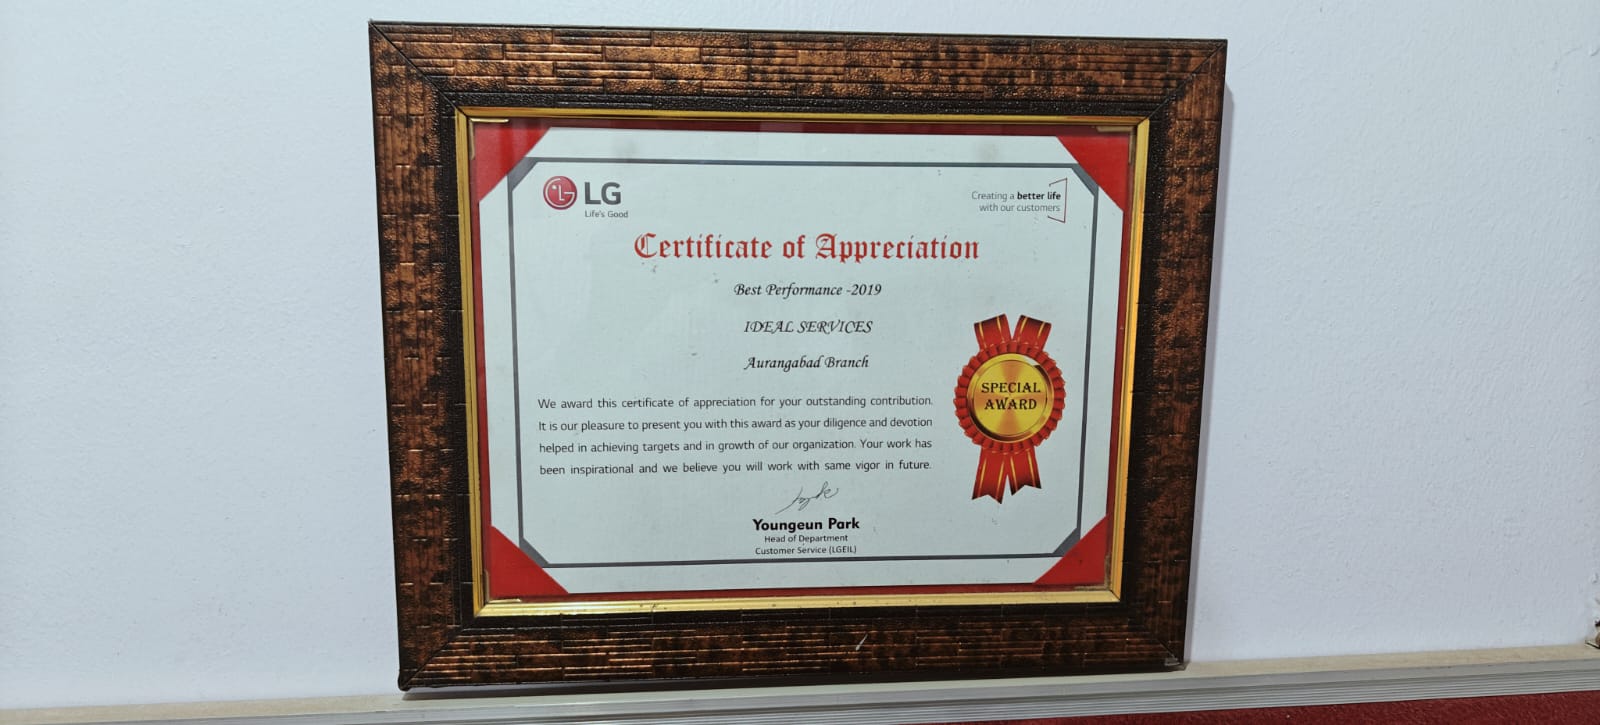 LG
Life's Good
Creating a better life
with our customers
Certificate of Appreciation
Best Performance -2019
IDEAL SERVICES
Aurangabad Branch
We award this certificate of appreciation for your outstanding contribution.
It is our pleasure to present you with this award as your diligence and devotion
helped in achieving targets and in growth of our organization. Your work has
been inspirational and we believe you will work with same vigor in future.
SPECIAL
AWARD
Youngeun Park
Head of Department
Customer Service (LGEIL)